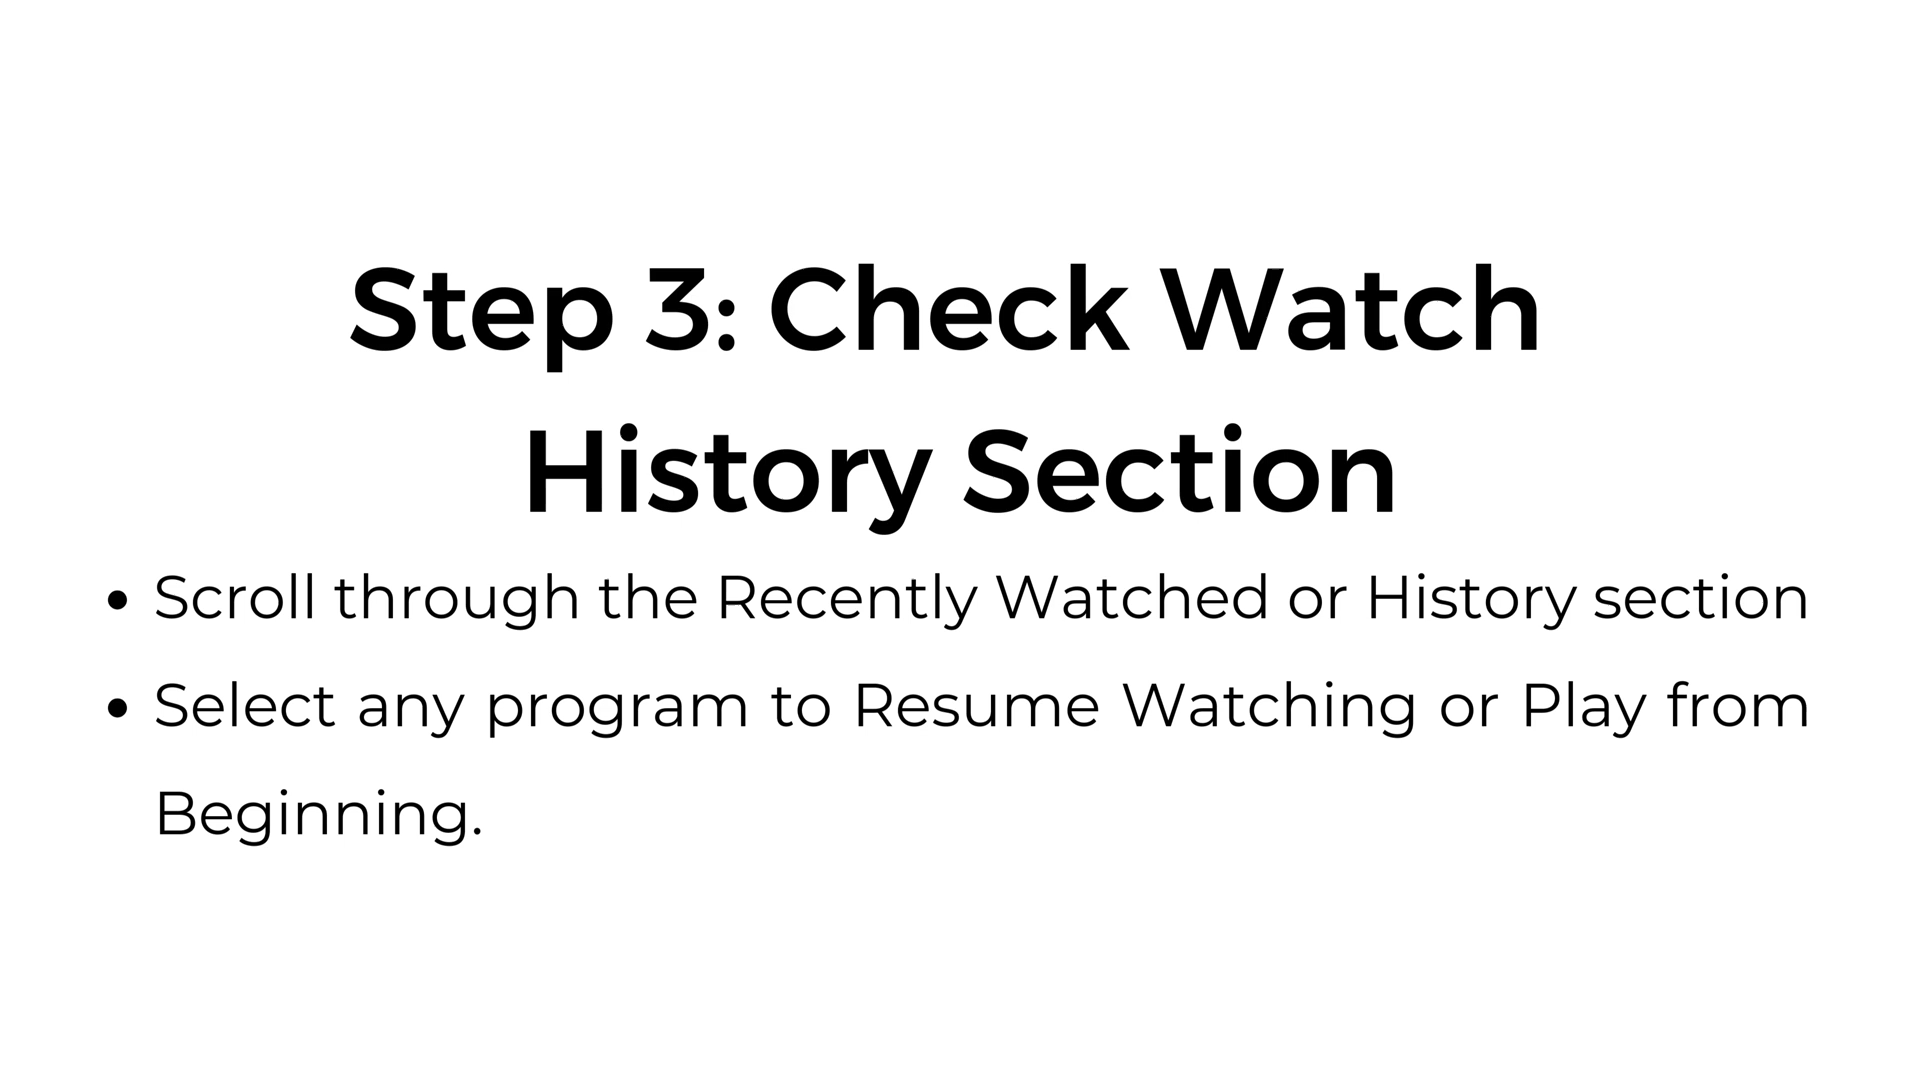 Step 3: Check Watch
History Section
• Scroll through the Recently Watched or History section
• Select any program to Resume Watching or Play from
Beginning.